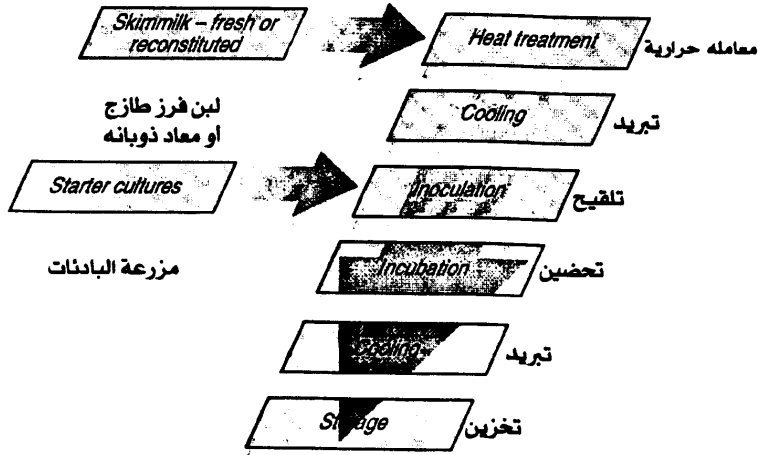 Skimmilk – fresh or
reconstituted
Heat treatment
معامله حرارية
لبن فرز طازج
أو معاد ذوبانه
Cooling
تبريد
Starter cultures
Inoculation
تلقيح
مزرعة البادئات
Incubation
تحضين
Cooling
تبريد
Storage
تخزين